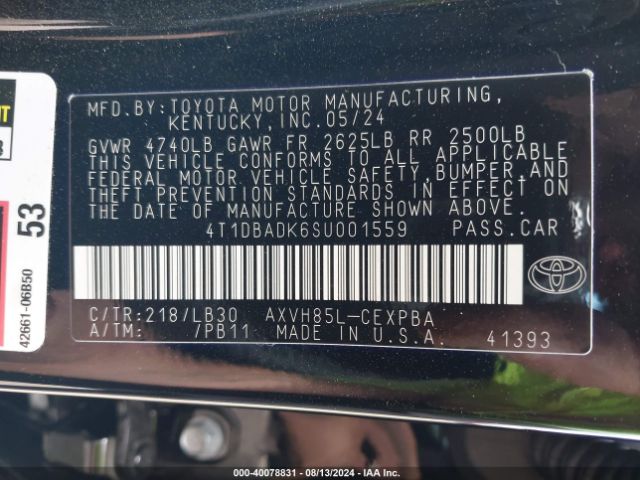 MFD.BY:TOYOTA MOTOR MANUFACTURING,
KENTUCKY,INC.05/24
GVWR 4740LB GAWR FR 2625LB RR 2500LB
THIS VEHICLE CONFORMS TO ALL APPLICABLE
FEDERAL MOTOR VEHICLE SAFETY,BUMPER,AND
THEFT PREVENTION STANDARDS IN EFFECT ON
THE DATE OF MANUFACTURE SHOWN ABOVE.
4T1DBADK6SU001559 PASS.CAR
C/TR:218/LB30 AXVH85L-CEXPBA
A/TM: /PB11 MADE IN U.S.A. 41393
53
42661-06B50
000-40078831 - 08/13/2024 - IAA Inc.